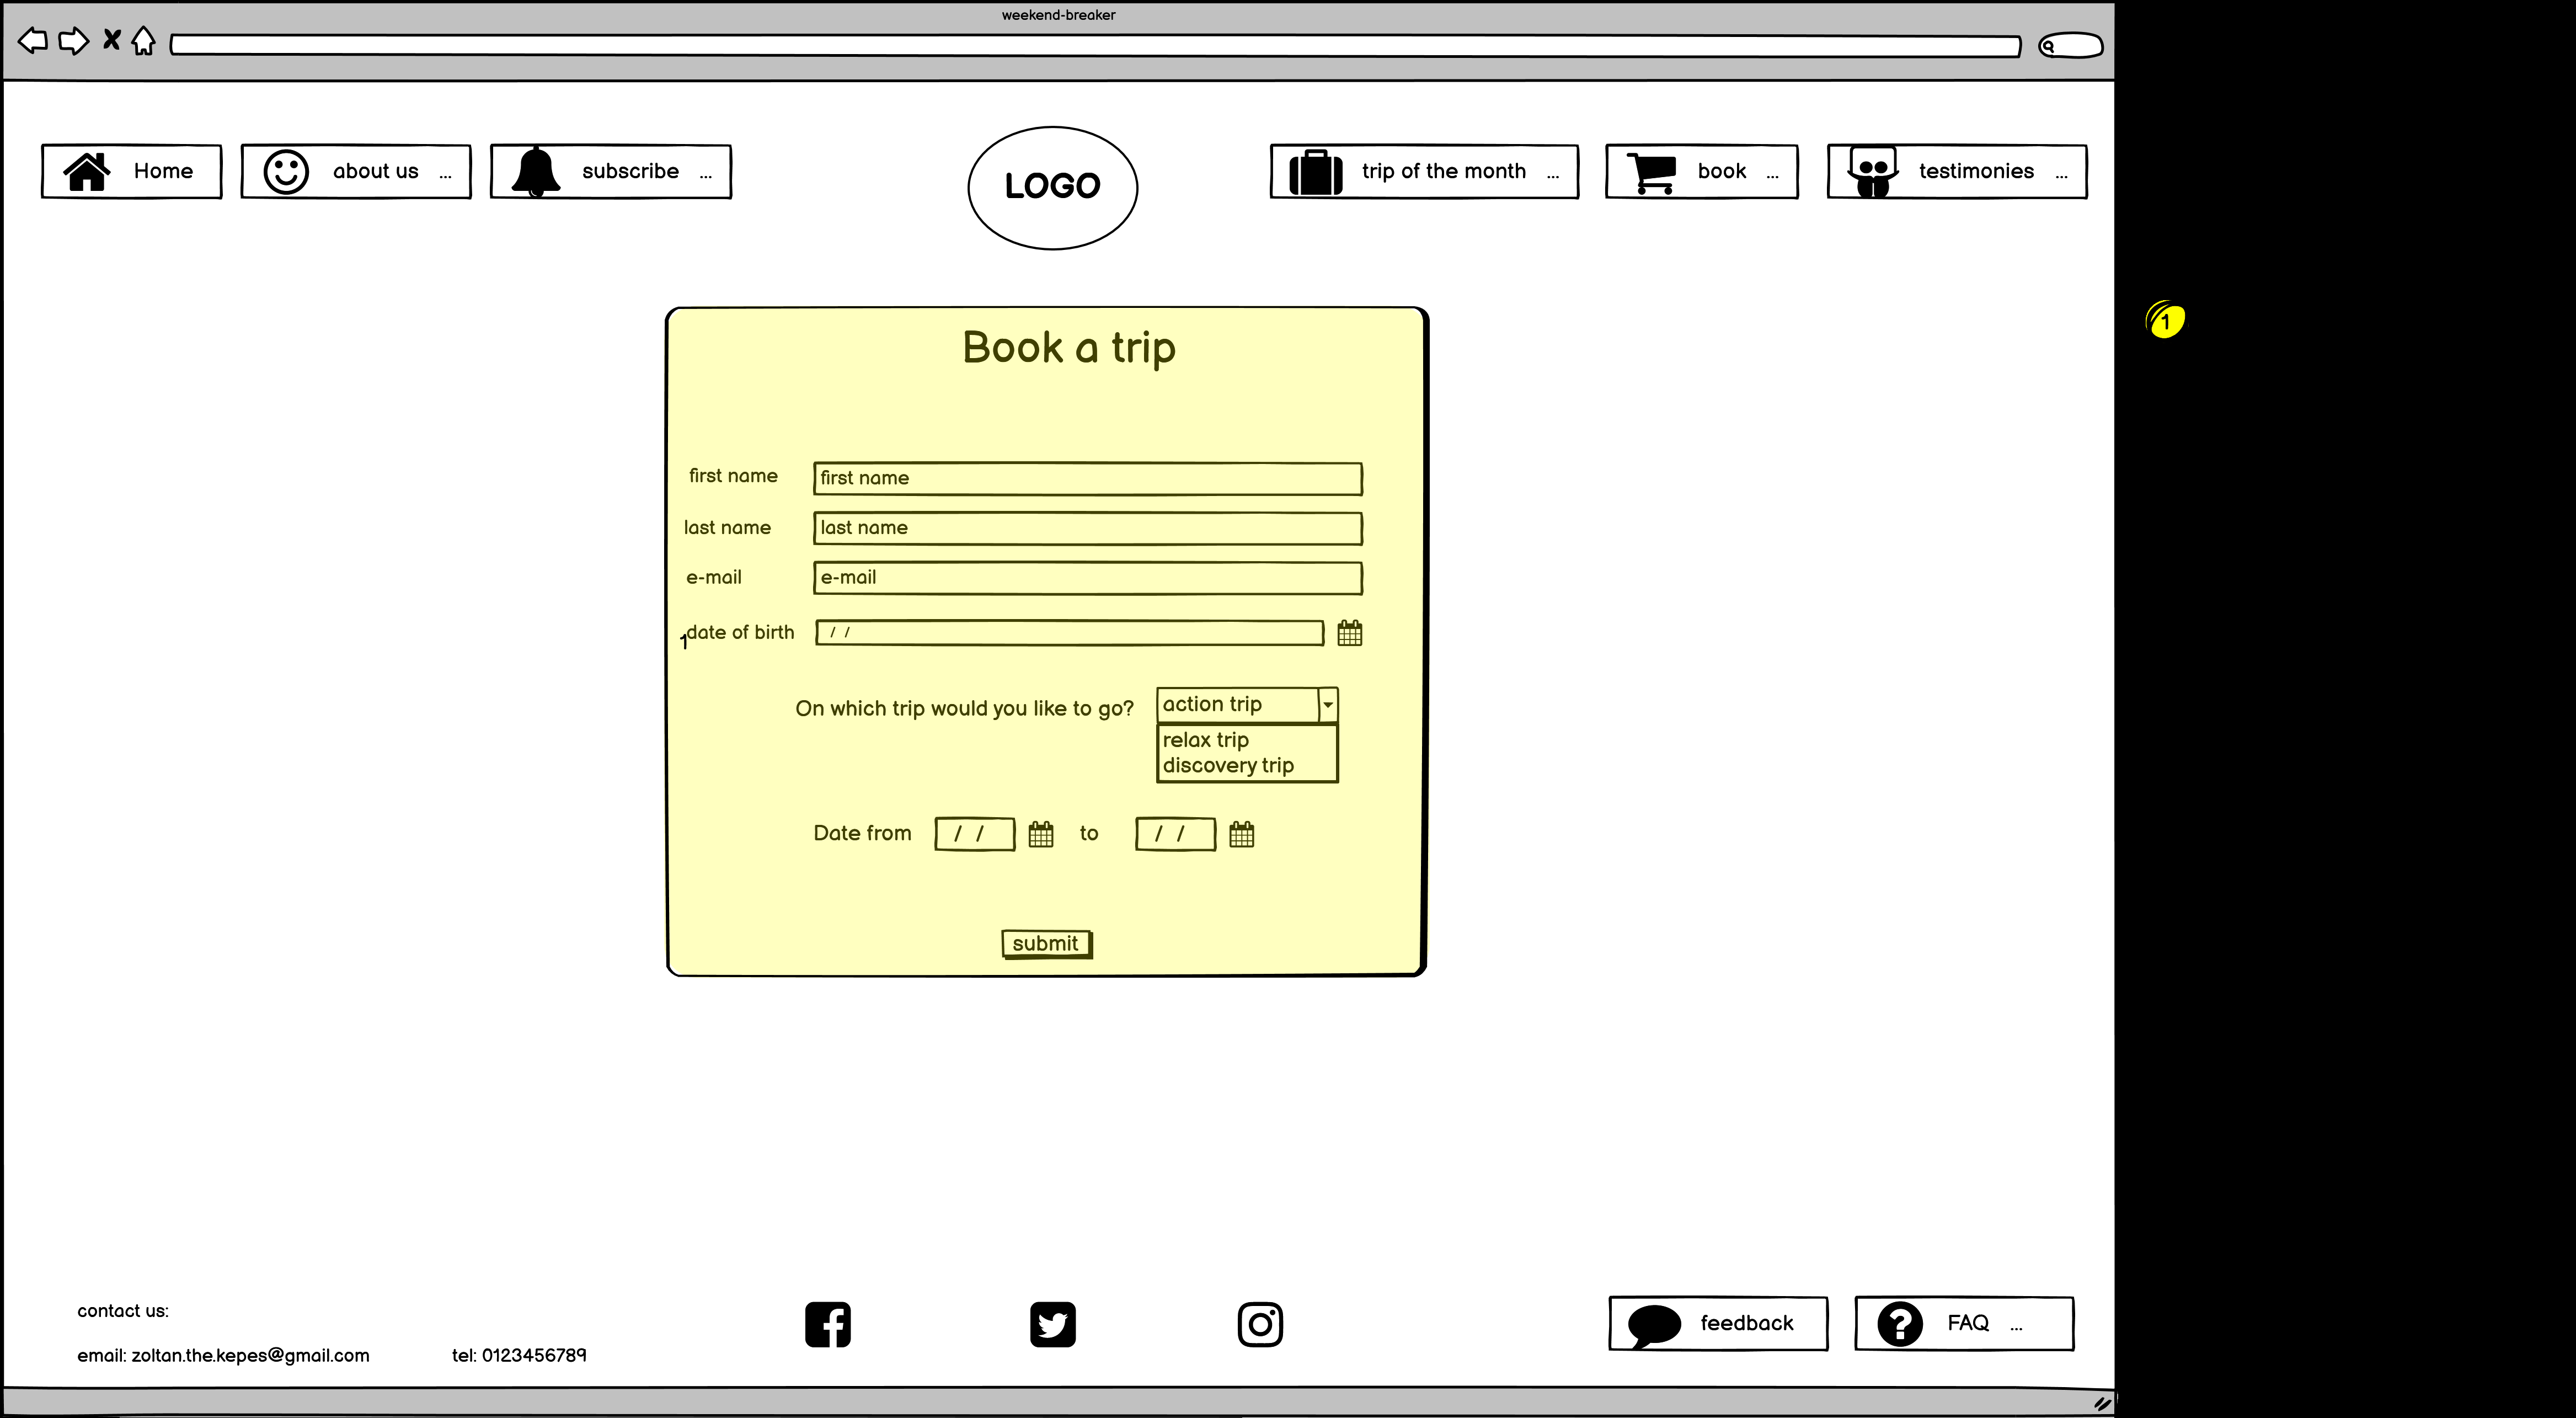 weekend-breaker
Home
about us ...
subscribe ...
LOGO
trip of the month ...
book ...
testimonies ...
1
Book a trip
first name first name
last name last name
e-mail e-mail
1
date of birth / /
On which trip would you like to go? action trip
relax trip
discovery trip
Date from / / to / /
submit
contact us:
email: zoltan.the.kepes@gmail.com tel: 0123456789
feedback
FAQ ...